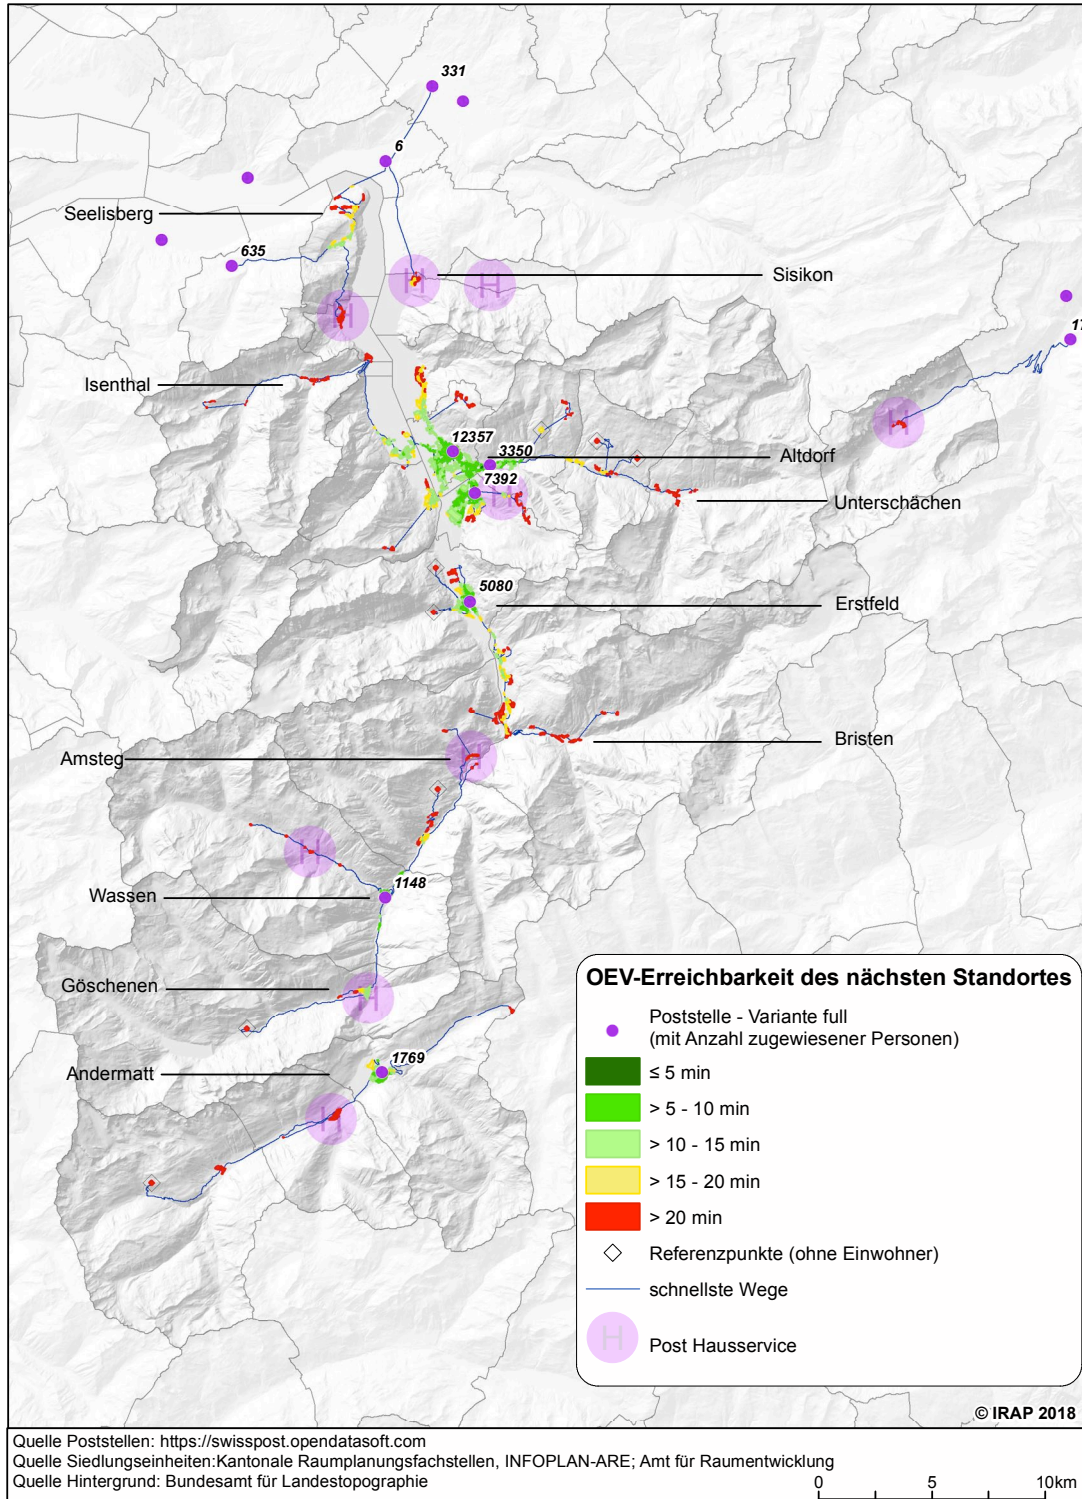 331
6
Seelisberg
635
Sisikon
H
H
H
17
Isenthal
H
12357
3350
Altdorf
7392
H
Unterschächen
5080
Erstfeld
Bristen
Amsteg
H
H
Wassen
1148
Göschenen
H
Andermatt
1769
H
OEV-Erreichbarkeit des nächsten Standortes
Poststelle - Variante full
(mit Anzahl zugewiesener Personen)
≤ 5 min
> 5 - 10 min
> 10 - 15 min
> 15 - 20 min
> 20 min
Referenzpunkte (ohne Einwohner)
schnellste Wege
H
Post Hausservice
© IRAP 2018
Quelle Poststellen: https://swisspost.opendatasoft.com
Quelle Siedlungseinheiten:Kantonale Raumplanungsfachstellen, INFOPLAN-ARE; Amt für Raumentwicklung
Quelle Hintergrund: Bundesamt für Landestopographie
0 5 10km